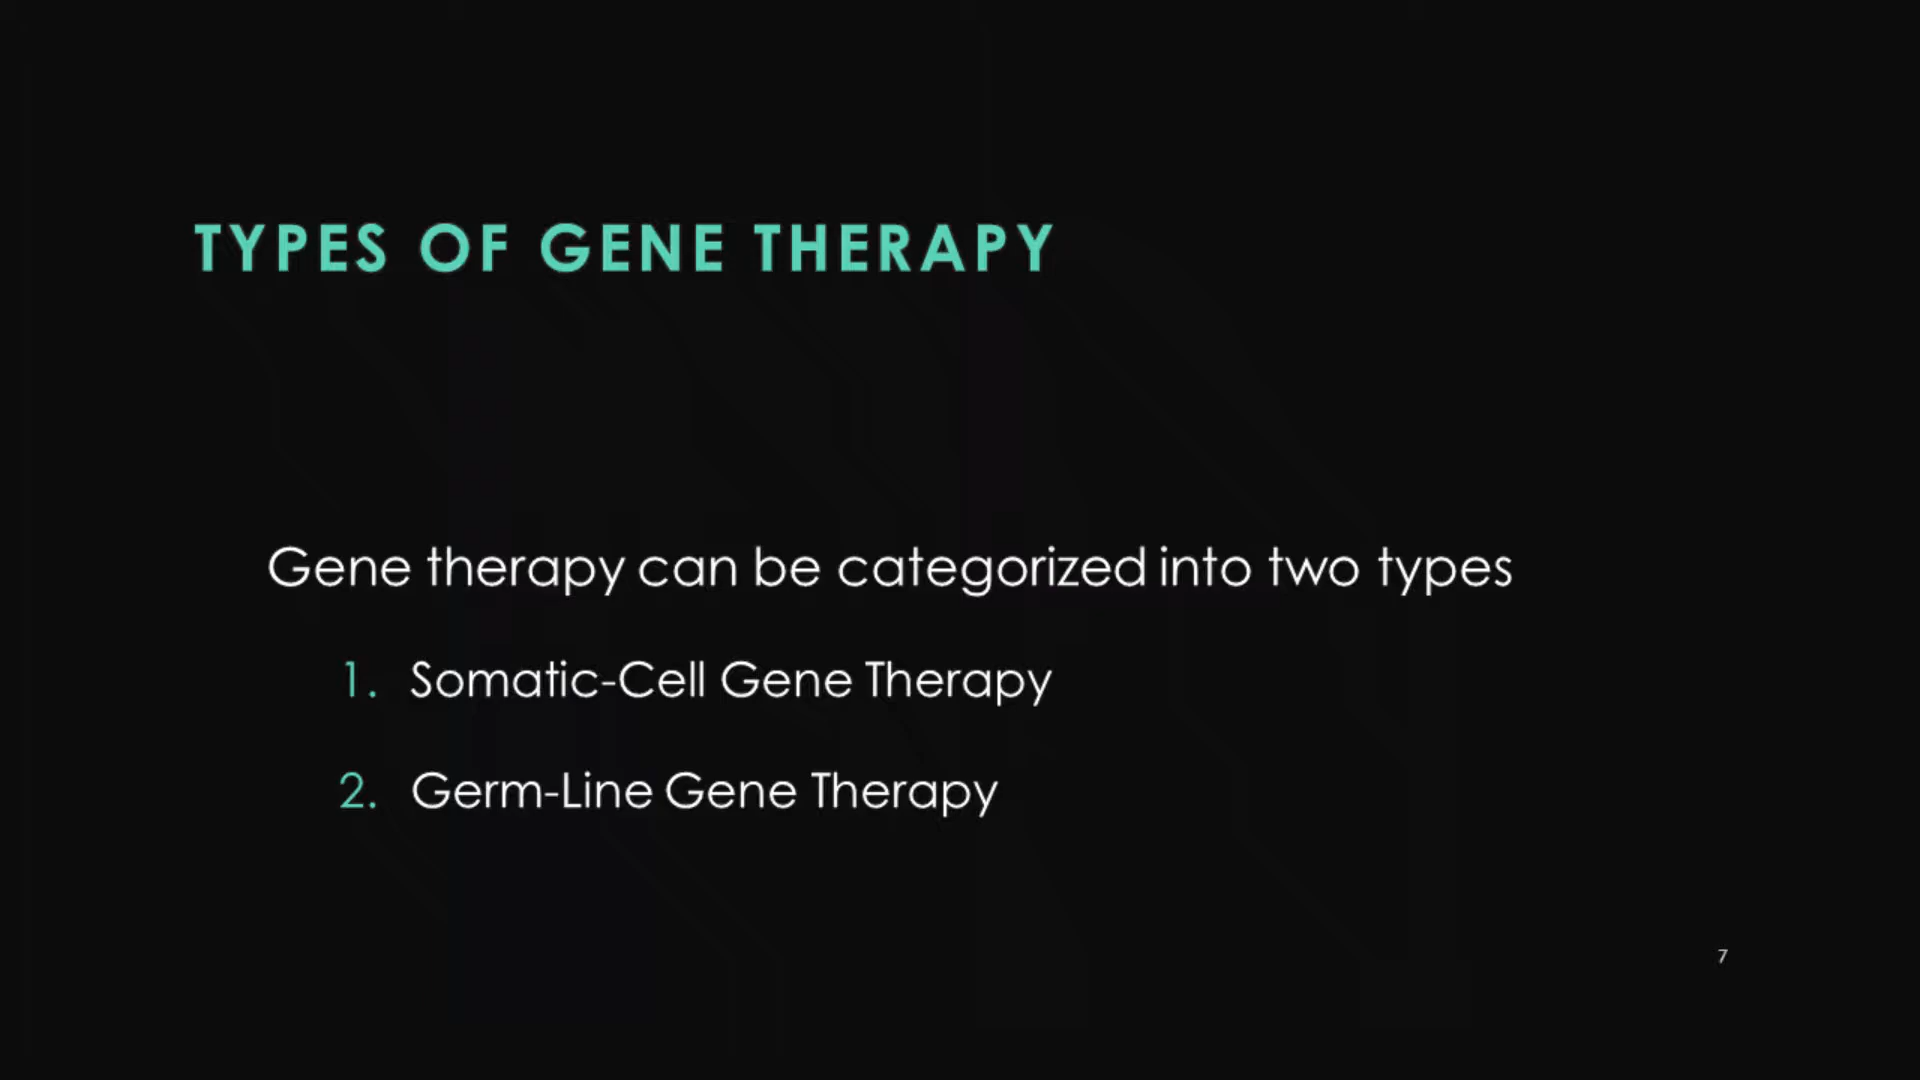 TYPES OF GENE THERAPY
Gene therapy can be categorized into two types
1. Somatic-Cell Gene Therapy
2. Germ-Line Gene Therapy
7